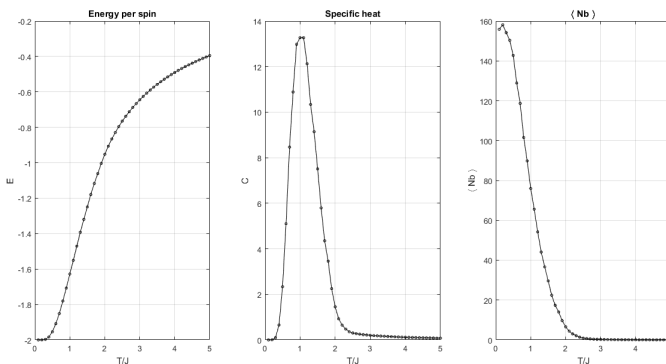 Energy per spin
-0.2
-0.4
-0.6
-0.8
-1
-1.2
-1.4
-1.6
-1.8
-2
0 1 2 3 4 5
E
T/J
Specific heat
14
12
10
8
6
4
2
0
0 1 2 3 4 5
C
T/J
⟨ Nb ⟩
160
140
120
100
80
60
40
20
0
0 1 2 3 4
⟨ Nb ⟩
T/J